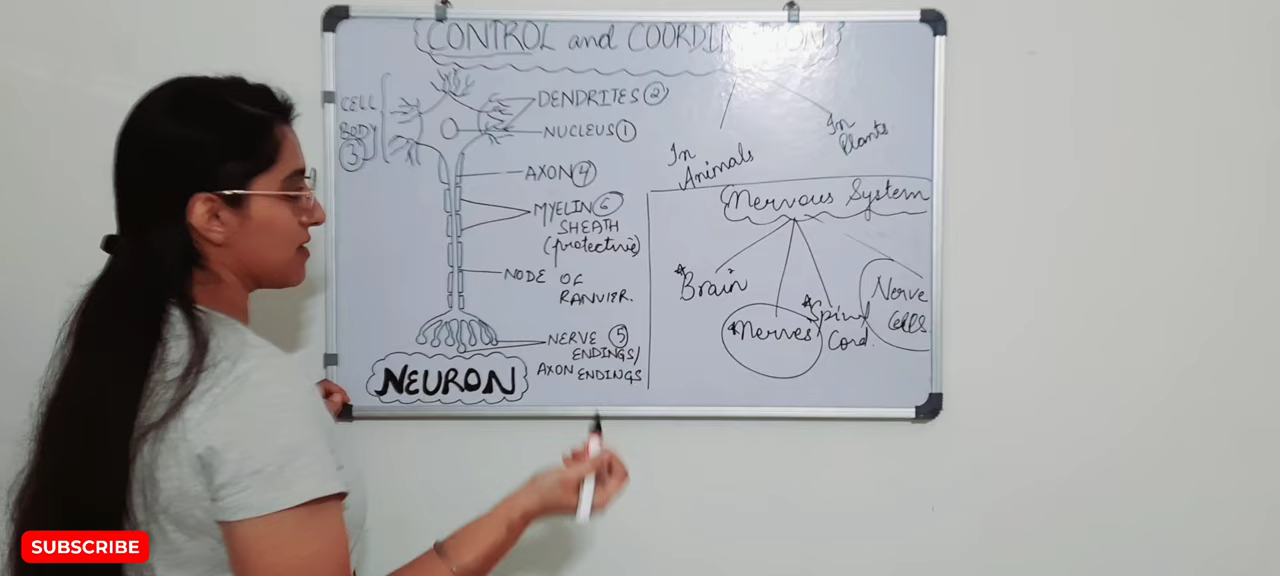 CONTROL and COORDINATION
CELL
BODY
3
DENDRITES 2
NUCLEUS 1
AXON 4
MYELIN 6
SHEATH
(protective)
NODE OF
RANVIER.
NERVE 5
ENDINGS/
AXON ENDINGS
NEURON
In
Animals
In
Plants
Nervous System
*Brain
*Nerves
*Spinal
Cord.
Nerve
Cells
SUBSCRIBE